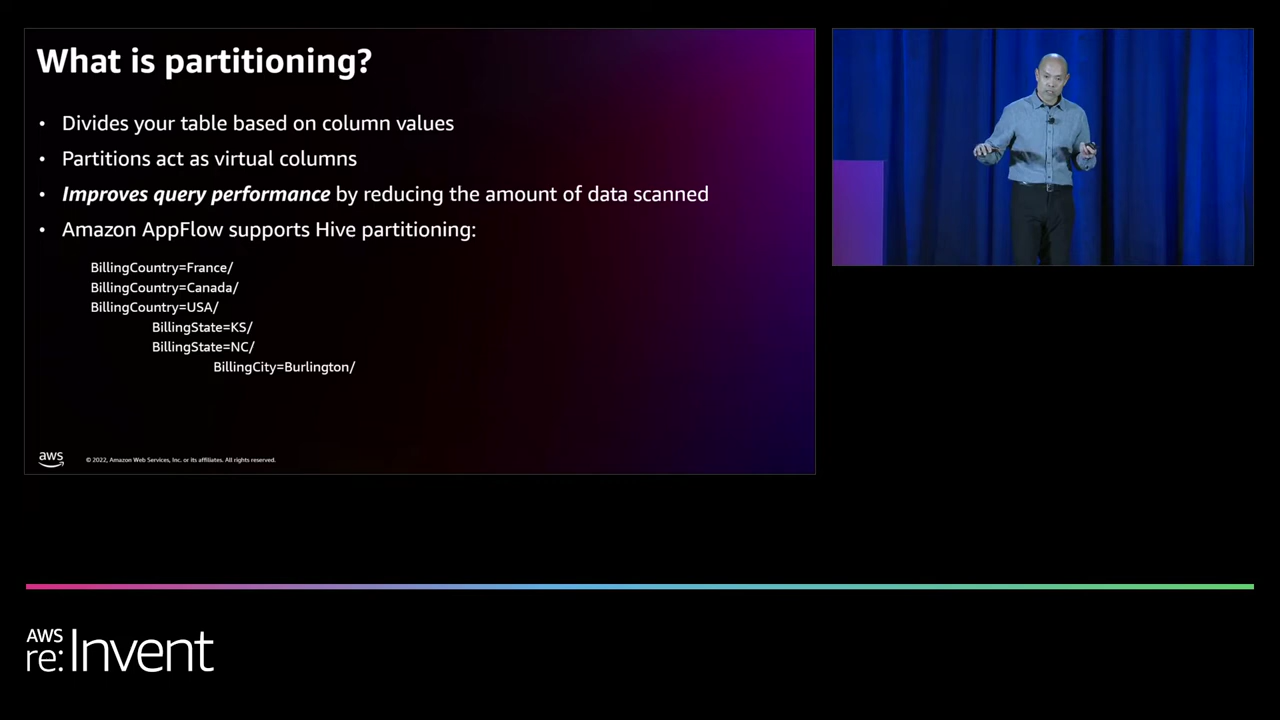 What is partitioning?
• Divides your table based on column values
• Partitions act as virtual columns
• Improves query performance by reducing the amount of data scanned
• Amazon AppFlow supports Hive partitioning:
BillingCountry=France/
BillingCountry=Canada/
BillingCountry=USA/
BillingState=KS/
BillingState=NC/
BillingCity=Burlington/
aws
© 2022, Amazon Web Services, Inc. or its affiliates. All rights reserved.
AWS
re:Invent